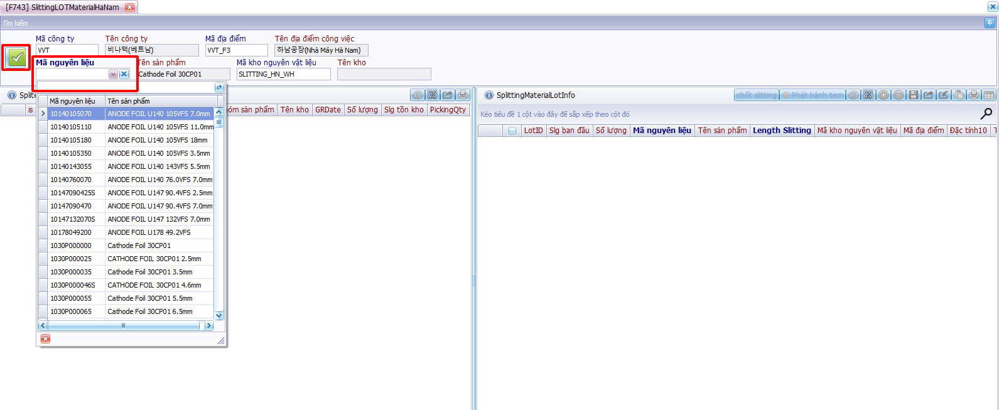 [F743] SlittingLOTMaterialHaNam
Tìm kiếm
Mã công ty Tên công ty Mã địa điểm Tên địa điểm công việc
VVT 비나텍(베트남) VVT_F3 하남공장(Nhà Máy Hà Nam)
Mã nguyên liệu Tên sản phẩm Mã kho nguyên vật liệu Tên kho
Cathode Foil 30CP01 SLITTING_HN_WH
Splite
is
óm sản phẩm Tên kho GRDate Số lượng Slg tồn kho PickingQty
Mã nguyên liệu Tên sản phẩm
10140105070 ANODE FOIL U140 105VFS 7.0mm
10140105110 ANODE FOIL U140 105VFS 11.0mm
10140105180 ANODE FOIL U140 105VFS 18mm
10140105350 ANODE FOIL U140 105VFS 3.5mm
10140143055 ANODE FOIL U140 143VFS 5.5mm
10140760070 ANODE FOIL U140 76.0VFS 7.0mm
10147090425S ANODE FOIL U147 90.4VFS 2.5mm
10147090470 ANODE FOIL U147 90.4VFS 7.0mm
10147132070S ANODE FOIL U147 132VFS 7.0mm
10178049200 ANODE FOIL U178 49.2VFS
1030P000000 Cathode Foil 30CP01
1030P000025 CATHODE FOIL 30CP01 2.5mm
1030P000035 Cathode Foil 30CP01 3.5mm
1030P000046S CATHODE FOIL 30CP01 4.6mm
1030P000055 Cathode Foil 30CP01 5.5mm
1030P000065 Cathode Foil 30CP01 6.5mm
SplittingMaterialLotInfo
chốt slitting Phát hành tem
Kéo tiêu đề 1 cột vào đây để sắp xếp theo cột đó
LotID Slg ban đầu Số lượng Mã nguyên liệu Tên sản phẩm Length Slitting Mã kho nguyên vật liệu Mã địa điểm Đặc tính10 T